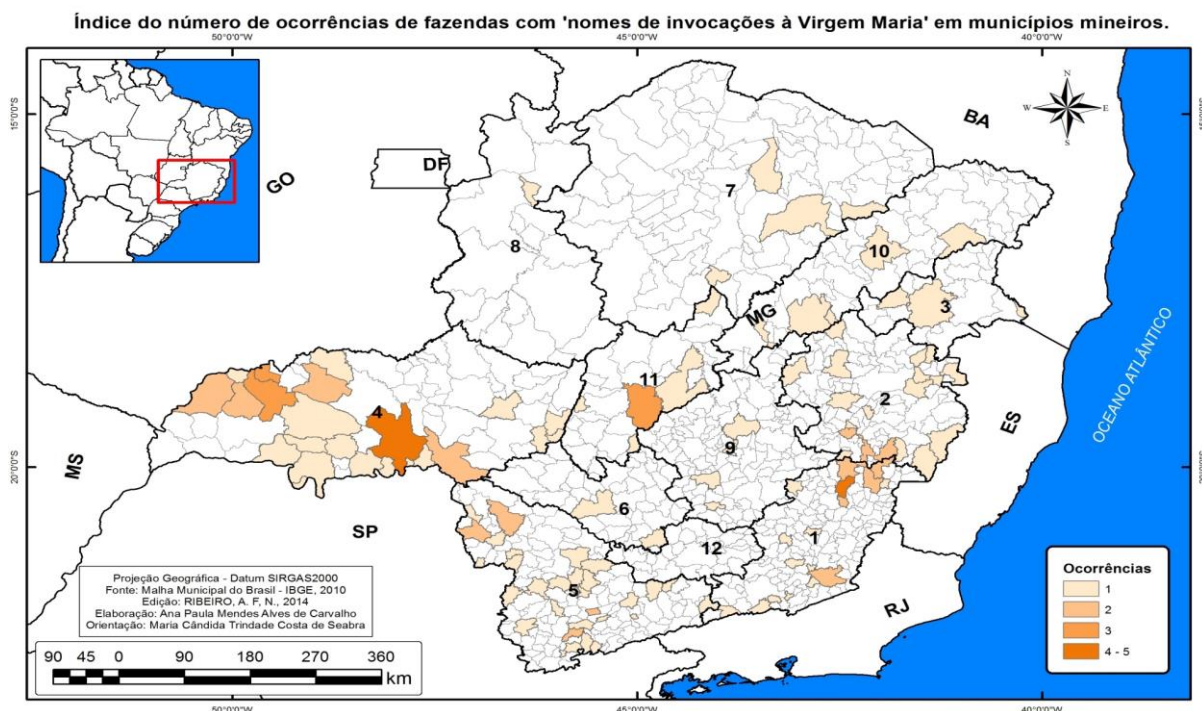 Índice do número de ocorrências de fazendas com 'nomes de invocações à Virgem Maria' em municípios mineiros.
50°0'0"W 45°0'0"W 40°0'0"W
15°0'0"S
N
W E
S
BA
DF
GO
7
8
10
3
MG
OCEANO ATLÂNTICO
11
4
2
ES
9
MS
20°0'0"S
6
SP
1
12
5
RJ
Projeção Geográfica - Datum SIRGAS2000
Fonte: Malha Municipal do Brasil - IBGE, 2010
Edição: RIBEIRO, A. F, N., 2014
Elaboração: Ana Paula Mendes Alves de Carvalho
Orientação: Maria Cândida Trindade Costa de Seabra
90 45 0 90 180 270 360
km
Ocorrências
1
2
3
4 - 5
50°0'0"W 45°0'0"W 40°0'0"W